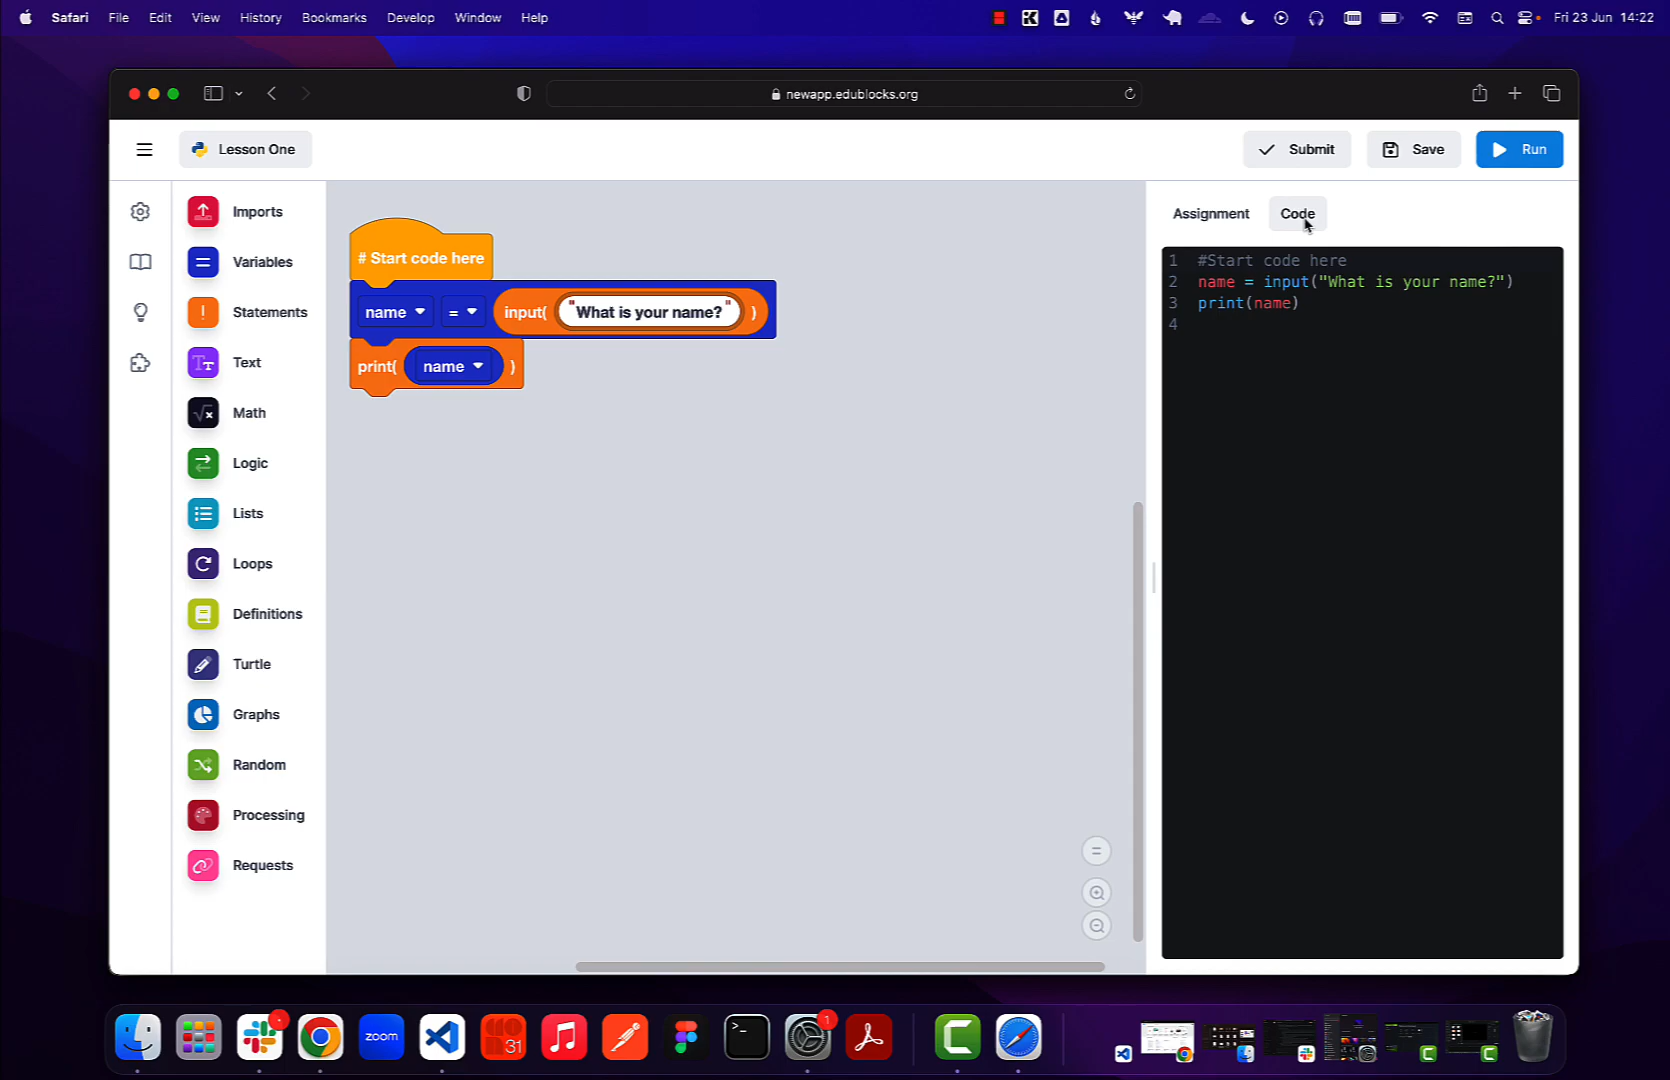 Safari File Edit View History Bookmarks Develop Window Help Fri 23 Jun 14:22
newapp.edublocks.org
Lesson One Submit Save Run
Imports
Variables
Statements
Text
Math
Logic
Lists
Loops
Definitions
Turtle
Graphs
Random
Processing
Requests
# Start code here
name = input( "What is your name?" )
print( name )
Assignment Code
1 #Start code here
2 name = input("What is your name?")
3 print(name)
4
zoom
31
1